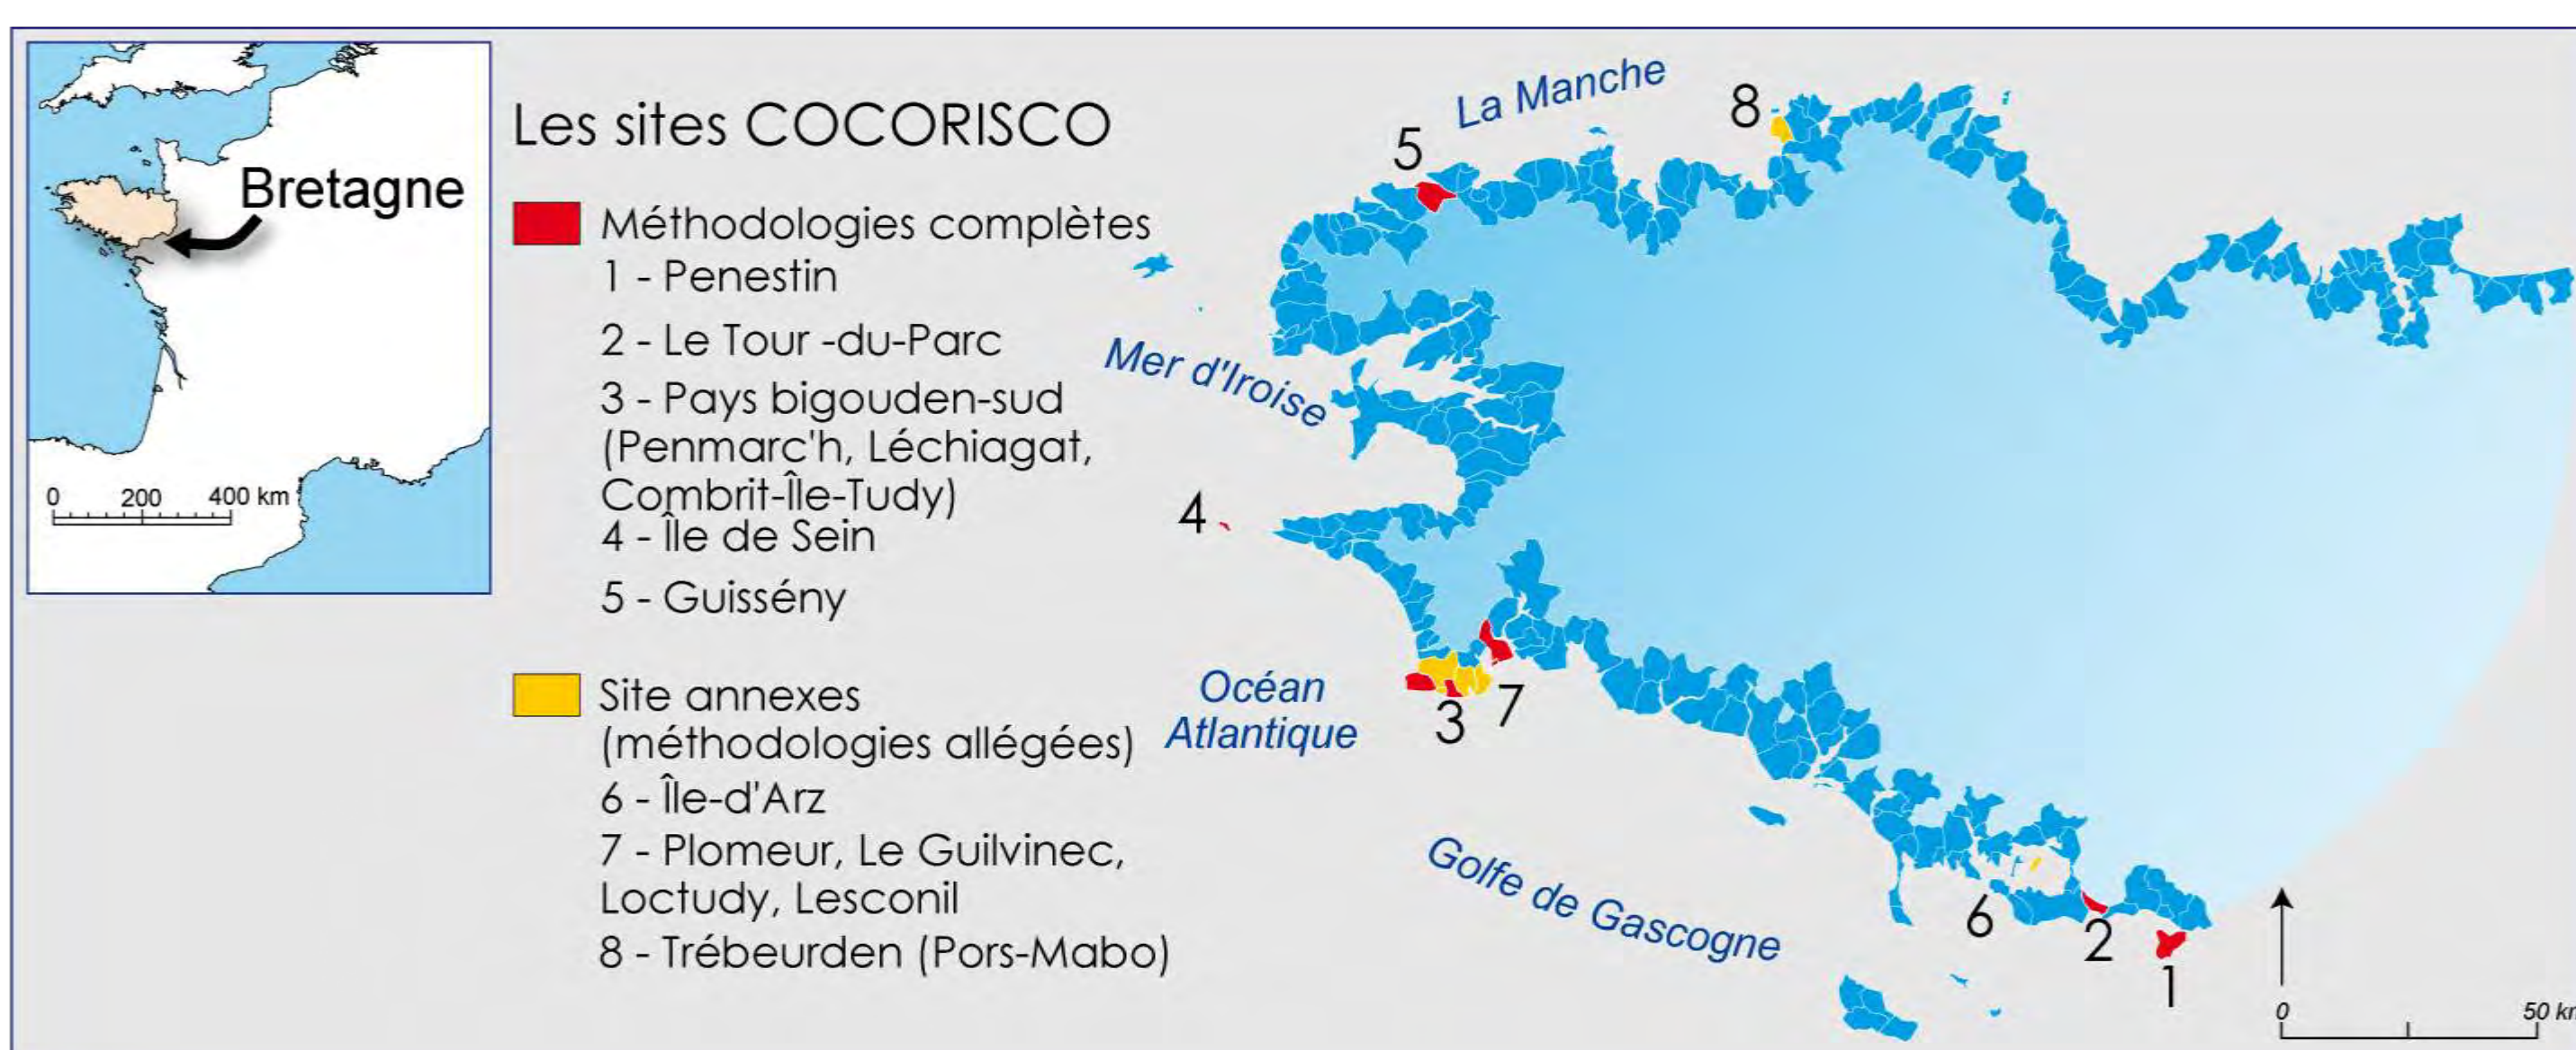 Bretagne
0 200 400 km
Les sites COCORISCO
Méthodologies complètes
1 - Penestin
2 - Le Tour -du-Parc
3 - Pays bigouden-sud
(Penmarc'h, Léchiagat,
Combrit-Île-Tudy)
4 - Île de Sein
5 - Guissény
Site annexes
(méthodologies allégées)
6 - Île-d'Arz
7 - Plomeur, Le Guilvinec,
Loctudy, Lesconil
8 - Trébeurden (Pors-Mabo)
La Manche
8
5
Mer d'Iroise
4
Océan
Atlantique
3
7
Golfe de Gascogne
6
2
1
0 50 km